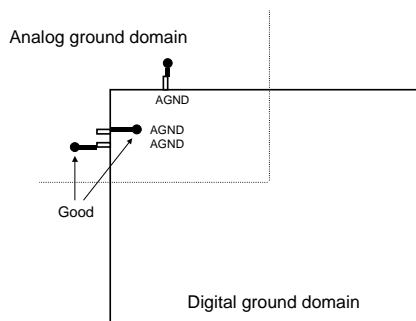 Analog ground domain
AGND
AGND
AGND
Good
Digital ground domain